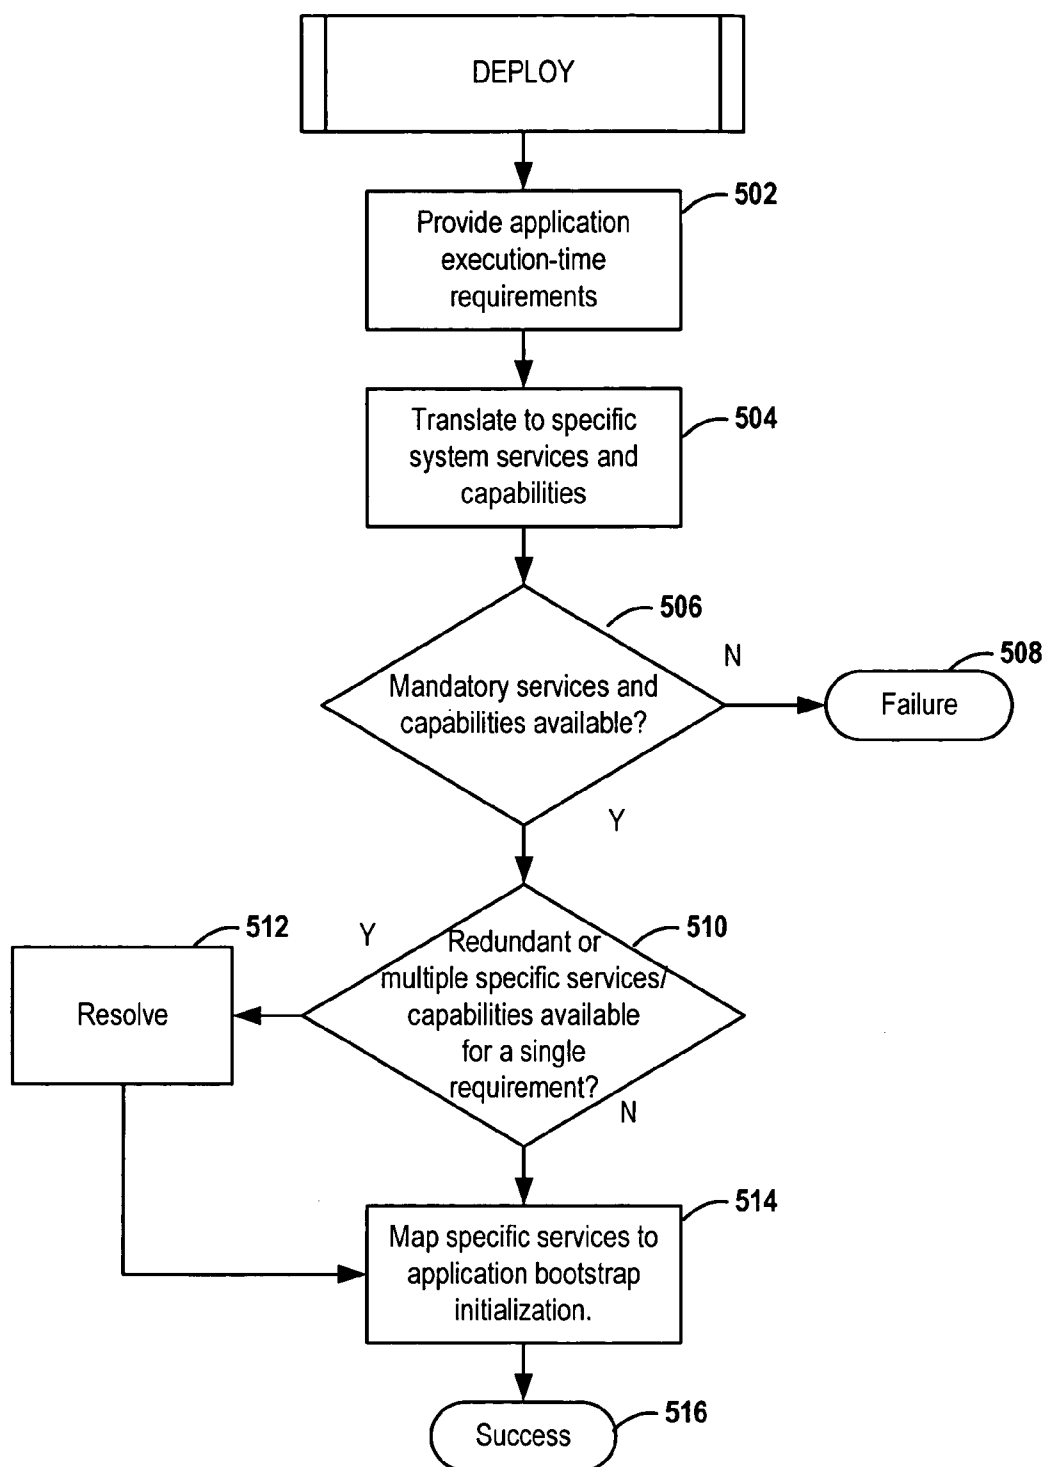 DEPLOY
502
Provide application
execution-time
requirements
504
Translate to specific
system services and
capabilities
506
N
508
Mandatory services and
capabilities available?
Failure
Y
512
Y
510
Redundant or
multiple specific services/
capabilities available
for a single
requirement?
Resolve
N
514
Map specific services to
application bootstrap
initialization.
516
Success